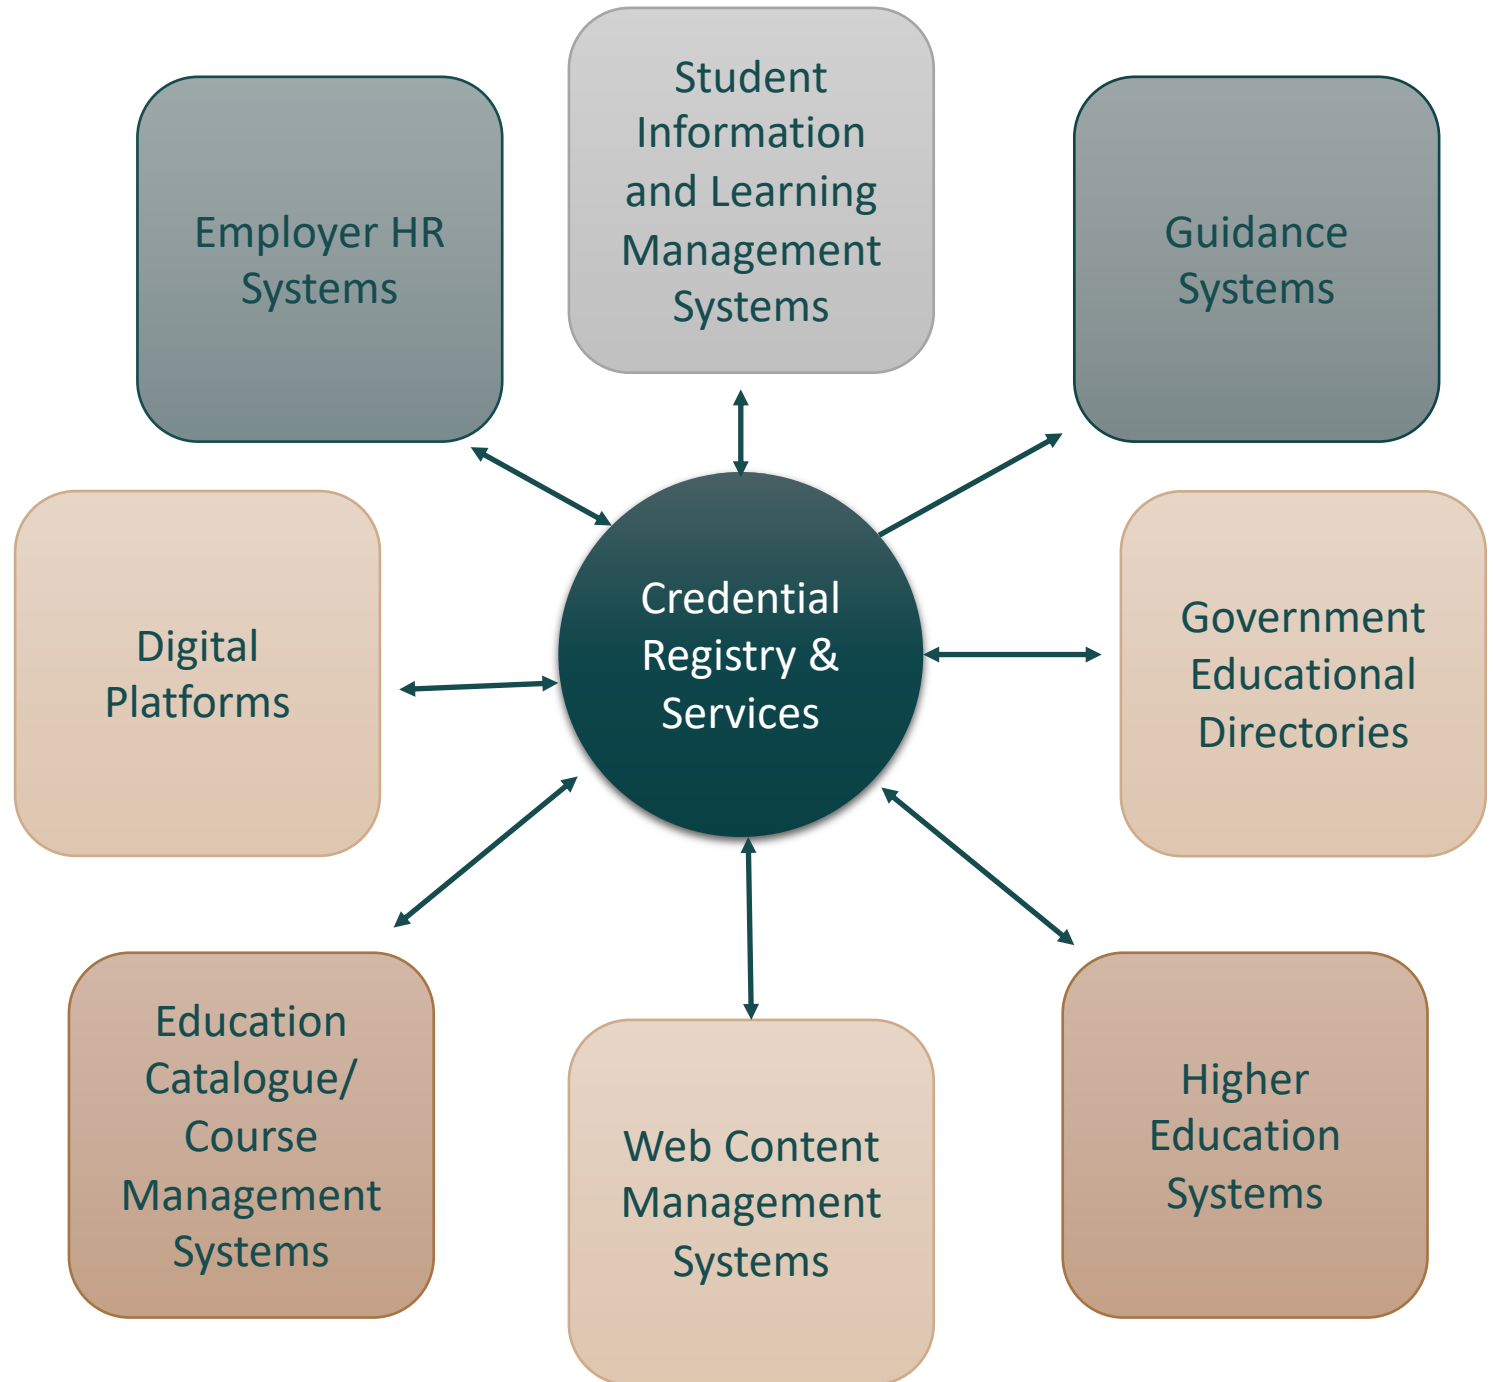 Student
Information
and Learning
Management
Systems
Employer HR
Systems
Guidance
Systems
Credential
Registry &
Services
Digital
Platforms
Government
Educational
Directories
Education
Catalogue/
Course
Management
Systems
Web Content
Management
Systems
Higher
Education
Systems